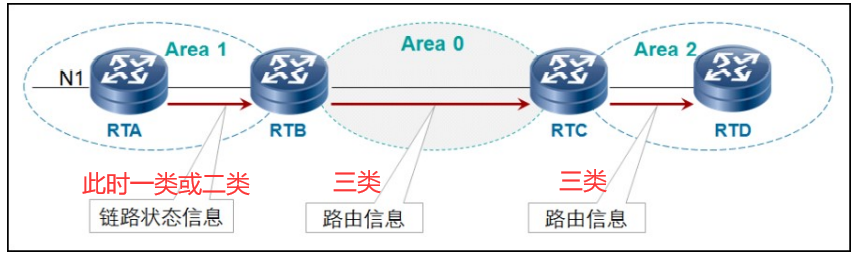 Area 1
Area 0
Area 2
N1
RTA
RTB
RTC
RTD
此时一类或二类
三类
三类
链路状态信息
路由信息
路由信息